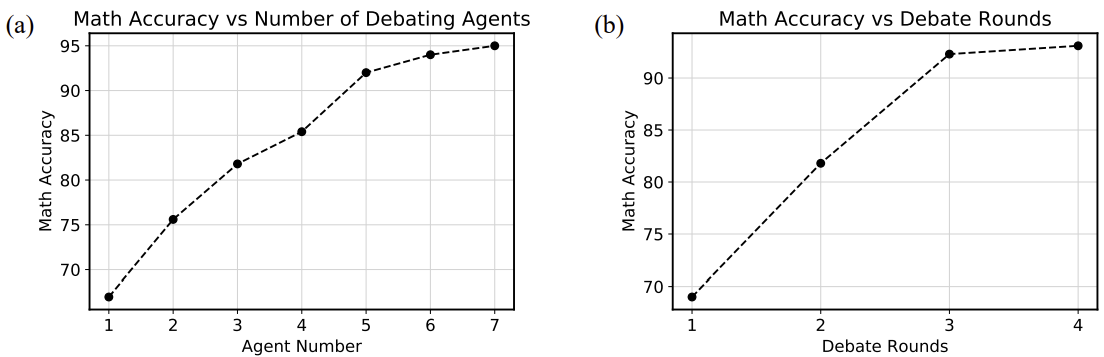 (a)
Math Accuracy vs Number of Debating Agents
95
90
85
80
75
70
Math Accuracy
1 2 3 4 5 6 7
Agent Number
(b)
Math Accuracy vs Debate Rounds
90
85
80
75
70
Math Accuracy
1 2 3 4
Debate Rounds